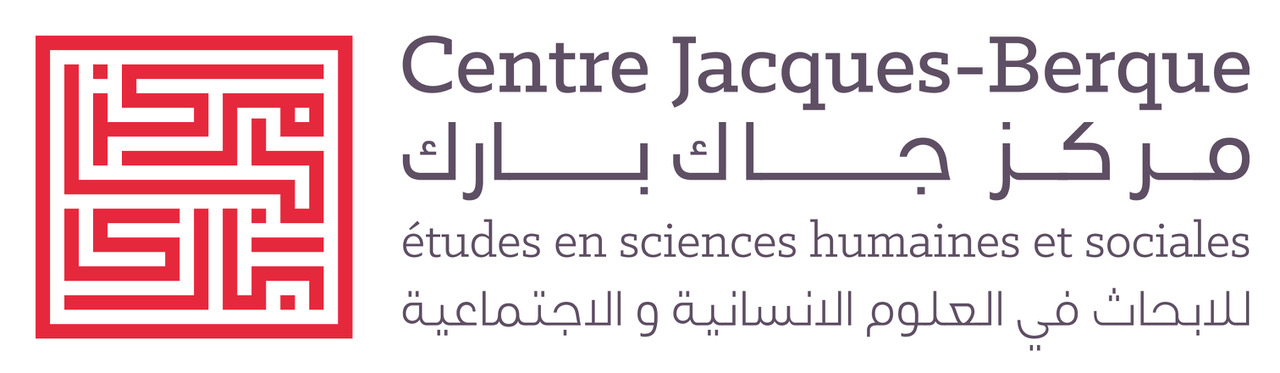 Centre Jacques-Berque
مركز جاك بارك
études en sciences humaines et sociales
للابحاث في العلوم الانسانية و الاجتماعية